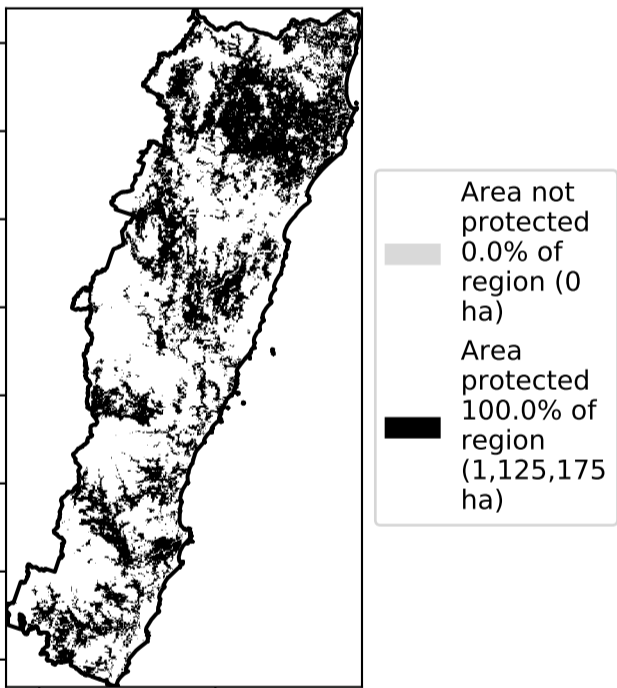 Area not
protected
0.0% of
region (0
ha)
Area
protected
100.0% of
region
(1,125,175
ha)